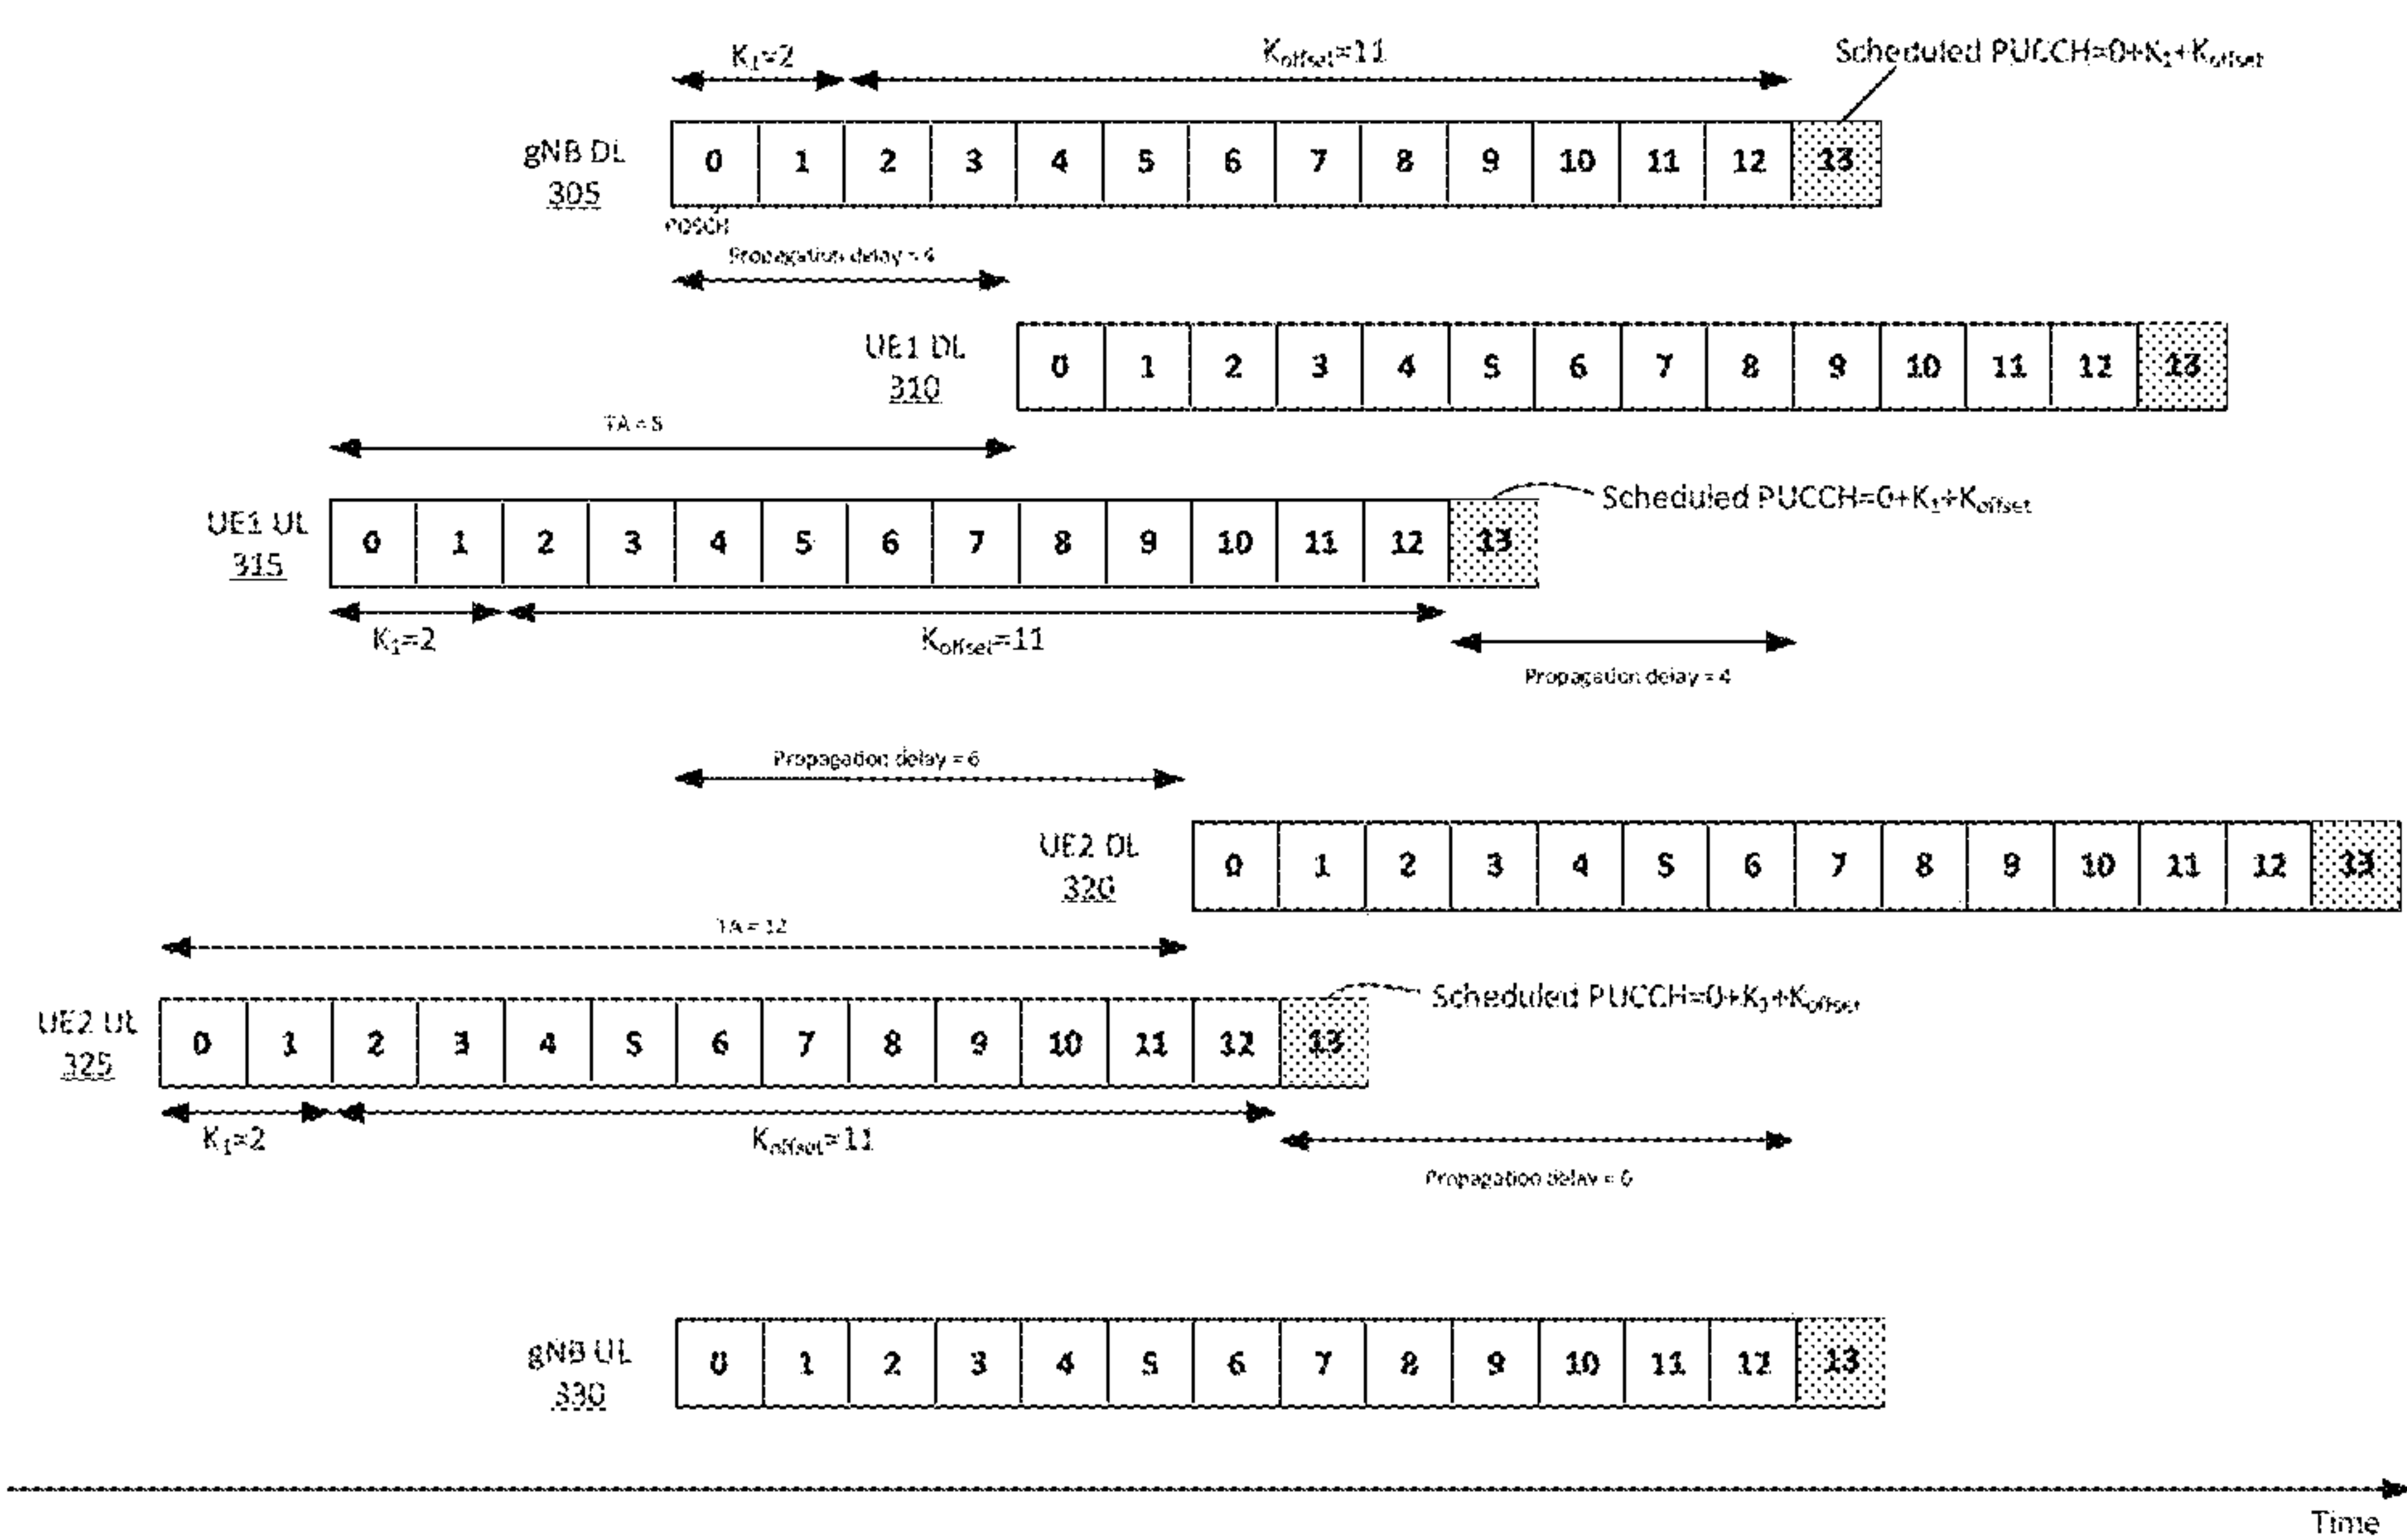 K1=2
Koffset=11
Scheduled PUCCH=0+K1+Koffset
gNB DL
305
0 1 2 3 4 5 6 7 8 9 10 11 12 13
PDSCH
Propagation delay = 4
UE1 DL
310
0 1 2 3 4 5 6 7 8 9 10 11 12 13
TA = 8
UE1 UL
315
0 1 2 3 4 5 6 7 8 9 10 11 12 13
Scheduled PUCCH=0+K1+Koffset
K1=2
Koffset=11
Propagation delay = 4
Propagation delay = 6
UE2 DL
320
0 1 2 3 4 5 6 7 8 9 10 11 12 13
TA = 12
UE2 UL
325
0 1 2 3 4 5 6 7 8 9 10 11 12 13
Scheduled PUCCH=0+K1+Koffset
K1=2
Koffset=11
Propagation delay = 6
gNB UL
330
0 1 2 3 4 5 6 7 8 9 10 11 12 13
Time